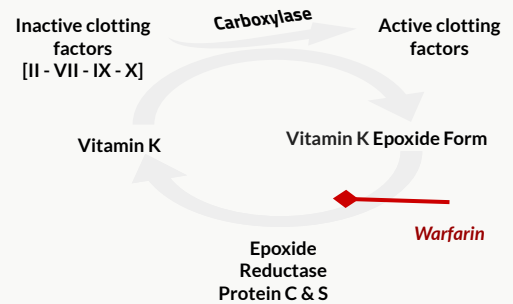 Inactive clotting
factors
[II - VII - IX - X]
Carboxylase
Active clotting
factors
Vitamin K
Vitamin K Epoxide Form
Warfarin
Epoxide
Reductase
Protein C & S